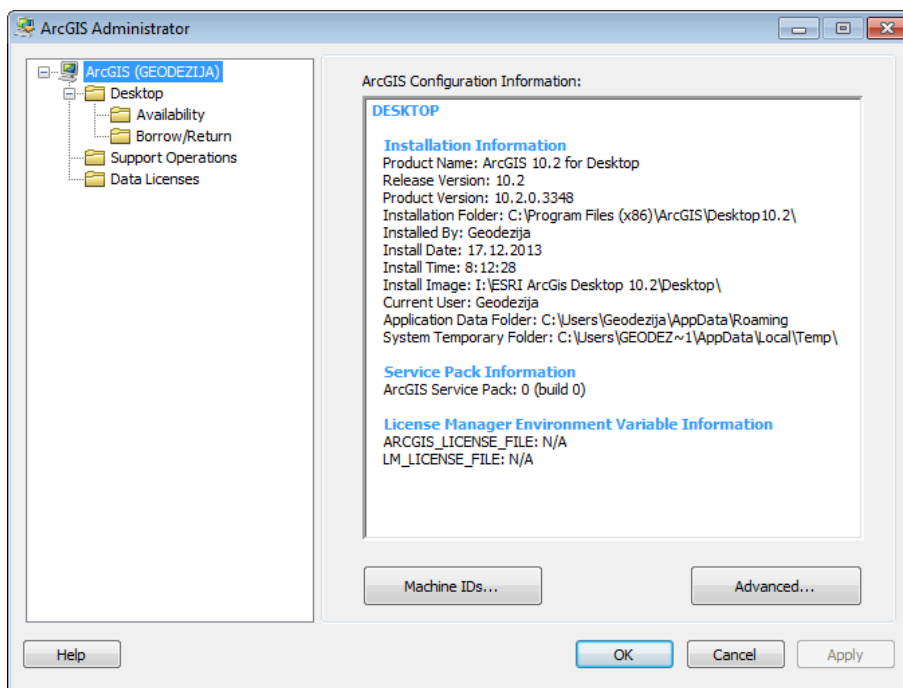 ArcGIS Administrator
ArcGIS (GEODEZIJA)
Desktop
Availability
Borrow/Return
Support Operations
Data Licenses
ArcGIS Configuration Information:
DESKTOP
Installation Information
Product Name: ArcGIS 10.2 for Desktop
Release Version: 10.2
Product Version: 10.2.0.3348
Installation Folder: C:\Program Files (x86)\ArcGIS\Desktop10.2\
Installed By: Geodezija
Install Date: 17.12.2013
Install Time: 8:12:28
Install Image: I:\ESRI ArcGis Desktop 10.2\Desktop\
Current User: Geodezija
Application Data Folder: C:\Users\Geodezija\AppData\Roaming
System Temporary Folder: C:\Users\GEODEZ~1\AppData\Local\Temp\
Service Pack Information
ArcGIS Service Pack: 0 (build 0)
License Manager Environment Variable Information
ARCGIS_LICENSE_FILE: N/A
LM_LICENSE_FILE: N/A
Machine IDs...
Advanced...
Help
OK
Cancel
Apply